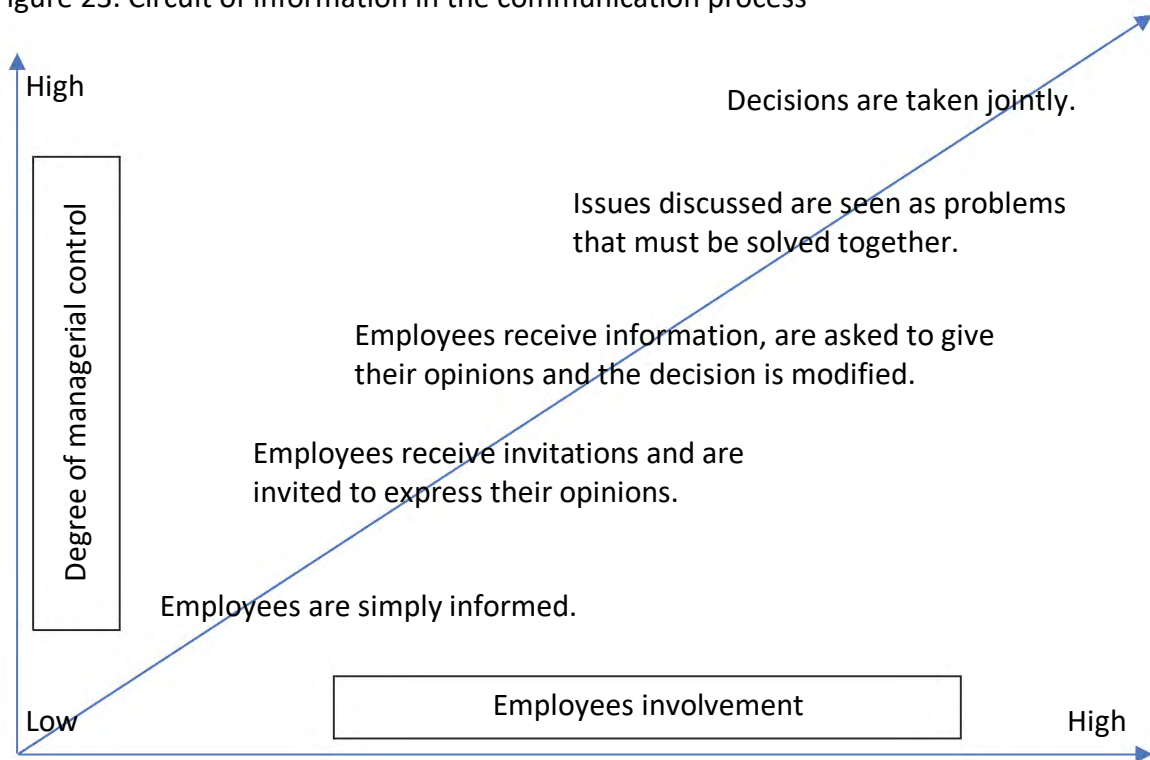 igure 23. Circuit of information in the communication process
High
Decisions are taken jointly.
Issues discussed are seen as problems
that must be solved together.
Degree of managerial control
Employees receive information, are asked to give
their opinions and the decision is modified.
Employees receive invitations and are
invited to express their opinions.
Employees are simply informed.
Employees involvement
Low
High